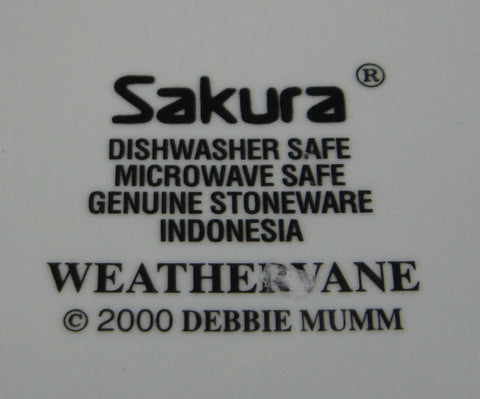 Sakura®
DISHWASHER SAFE
MICROWAVE SAFE
GENUINE STONEWARE
INDONESIA
WEATHERVANE
© 2000 DEBBIE MUMM